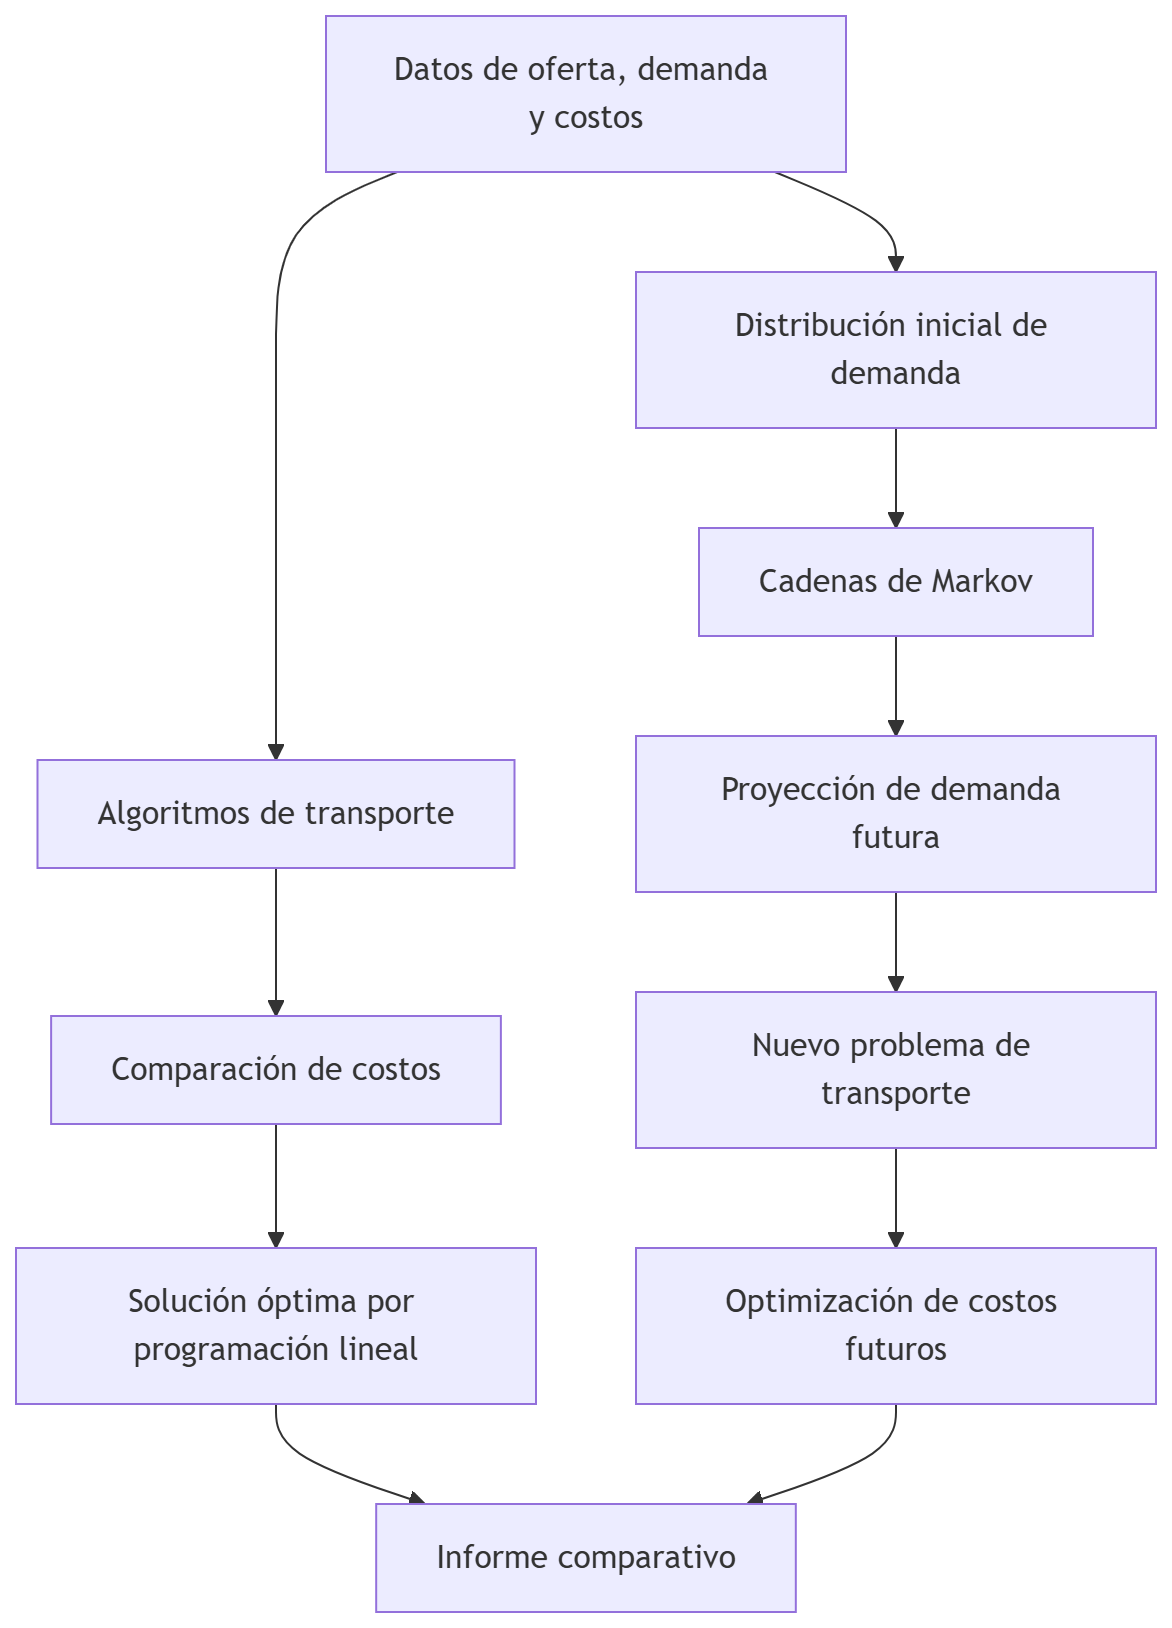 Datos de oferta, demanda
y costos
Distribución inicial de
demanda
Cadenas de Markov
Proyección de demanda
futura
Algoritmos de transporte
Nuevo problema de
transporte
Comparación de costos
Solución óptima por
programación lineal
Optimización de costos
futuros
Informe comparativo